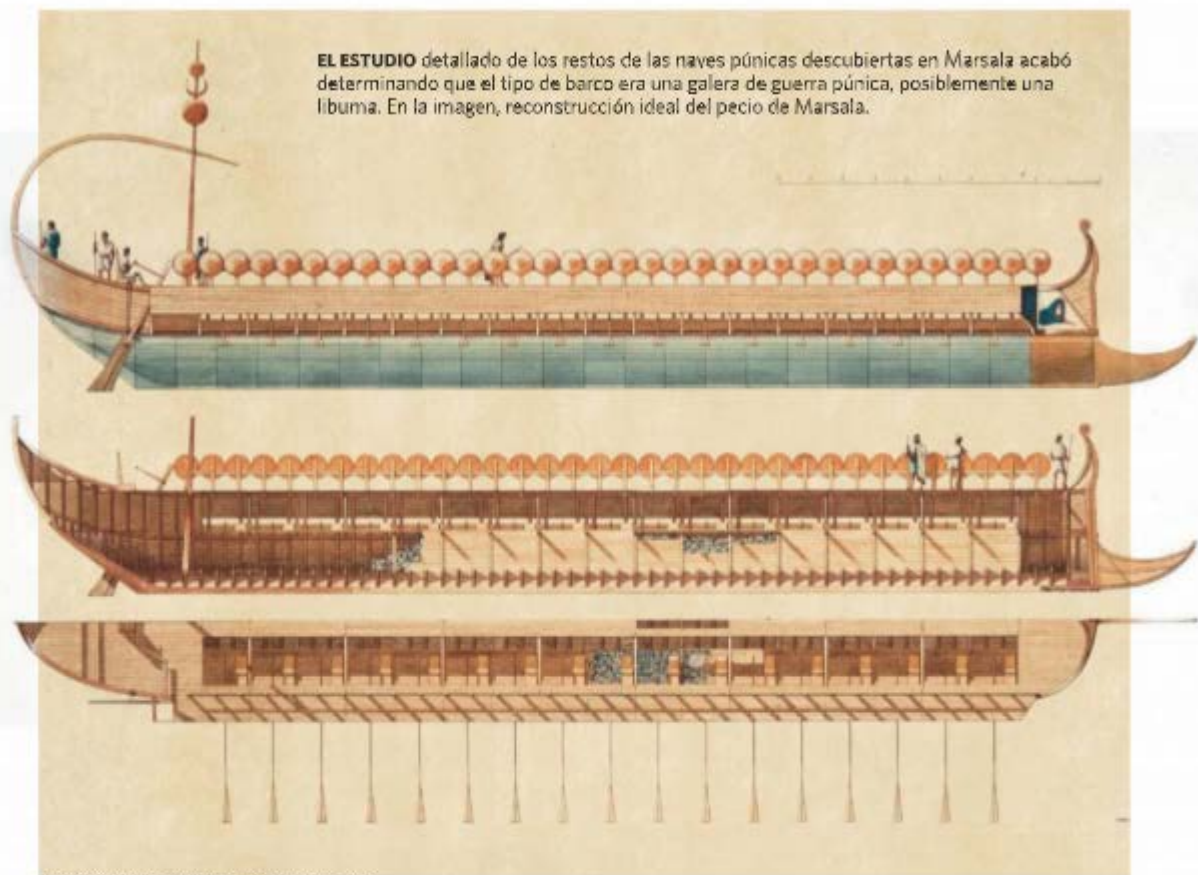 EL ESTUDIO detallado de los restos de las naves púnicas descubiertas en Marsala acabó
determinando que el tipo de barco era una galera de guerra púnica, posiblemente una
liburna. En la imagen, reconstrucción ideal del pecio de Marsala.